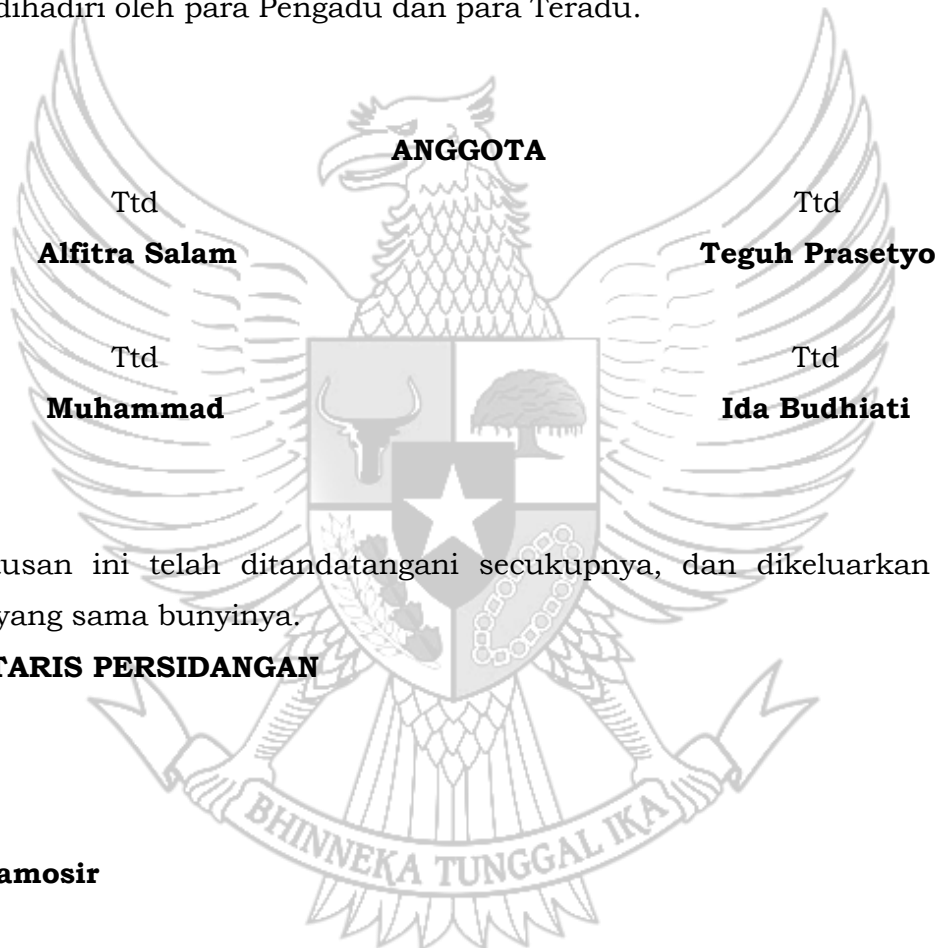 dihadiri oleh para Pengadu dan para Teradu.
ANGGOTA
Ttd Ttd
Alfitra Salam Teguh Prasetyo
Ttd Ttd
Muhammad Ida Budhiati
usan ini telah ditandatangani secukupnya, dan dikeluarkan
yang sama bunyinya.
TARIS PERSIDANGAN
BHINNEKA TUNGGAL IKA
amosir